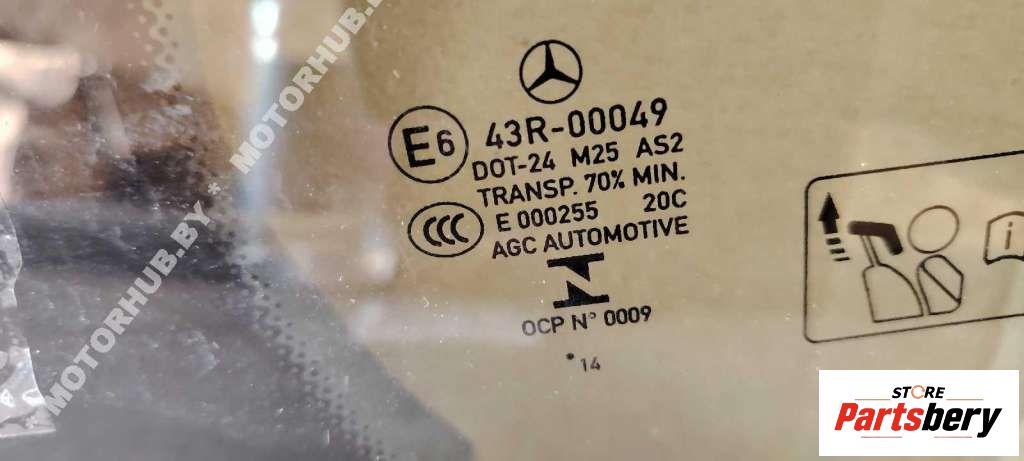 E6 43R-00049
DOT-24 M25 AS2
TRANSP. 70% MIN.
CCC E 000255 20C
AGC AUTOMOTIVE
OCP N° 0009
•14
i
MOTORHUB.BY * MOTORHUB.BY
STORE
Partsbery